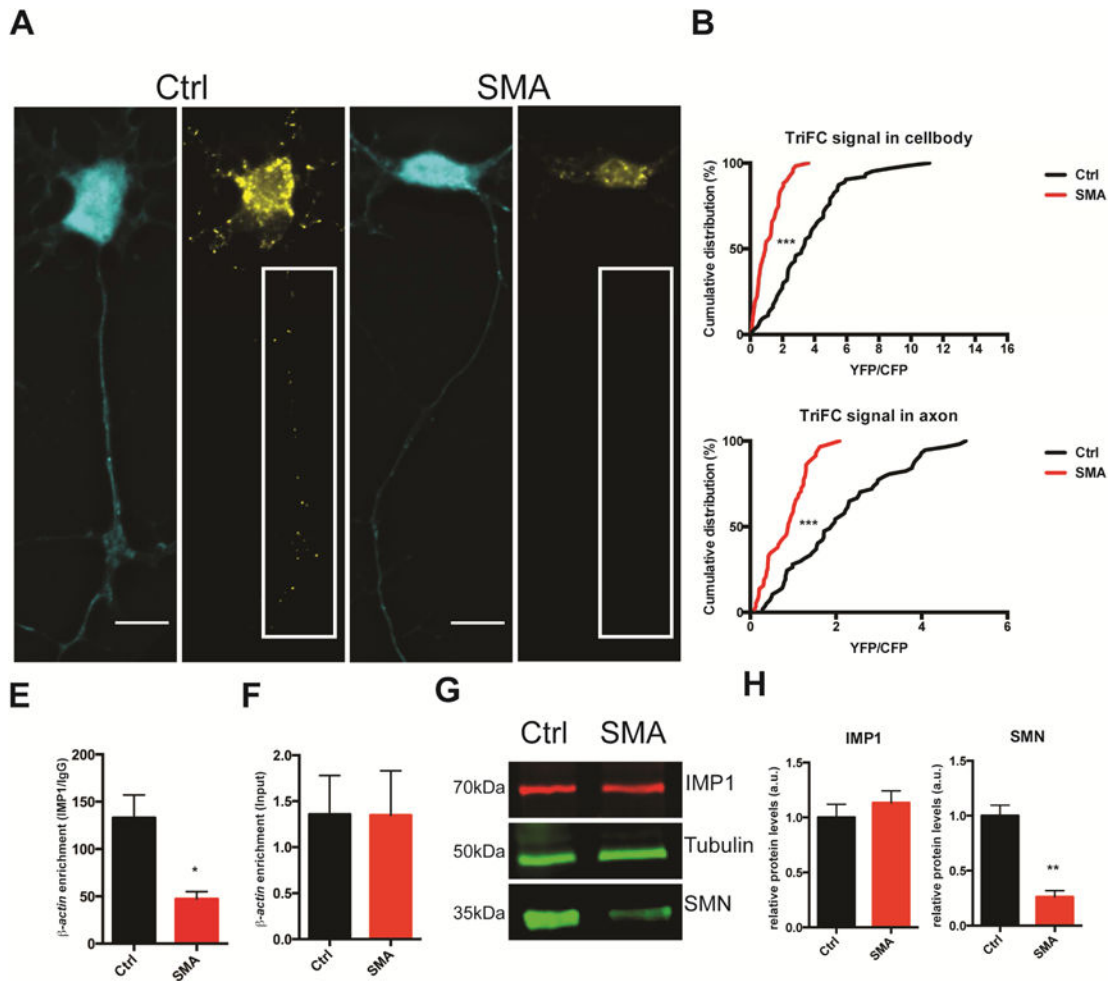 A
Ctrl SMA
B
TriFC signal in cellbody
Cumulative distribution (%)
100
50
0
0 2 4 6 8 10 12 14 16
YFP/CFP
***
Ctrl
SMA
TriFC signal in axon
Cumulative distribution (%)
100
50
0
0 2 4 6
YFP/CFP
***
Ctrl
SMA
E
β-actin enrichment (IMP1/IgG)
200
150
100
50
0
*
Ctrl SMA
F
β-actin enrichment (Input)
2.0
1.5
1.0
0.5
0.0
Ctrl SMA
G
Ctrl SMA
70kDa IMP1
50kDa Tubulin
35kDa SMN
H
IMP1
relative protein levels (a.u.)
1.5
1.0
0.5
0.0
Ctrl SMA
SMN
relative protein levels (a.u.)
1.5
1.0
0.5
0.0
**
Ctrl SMA